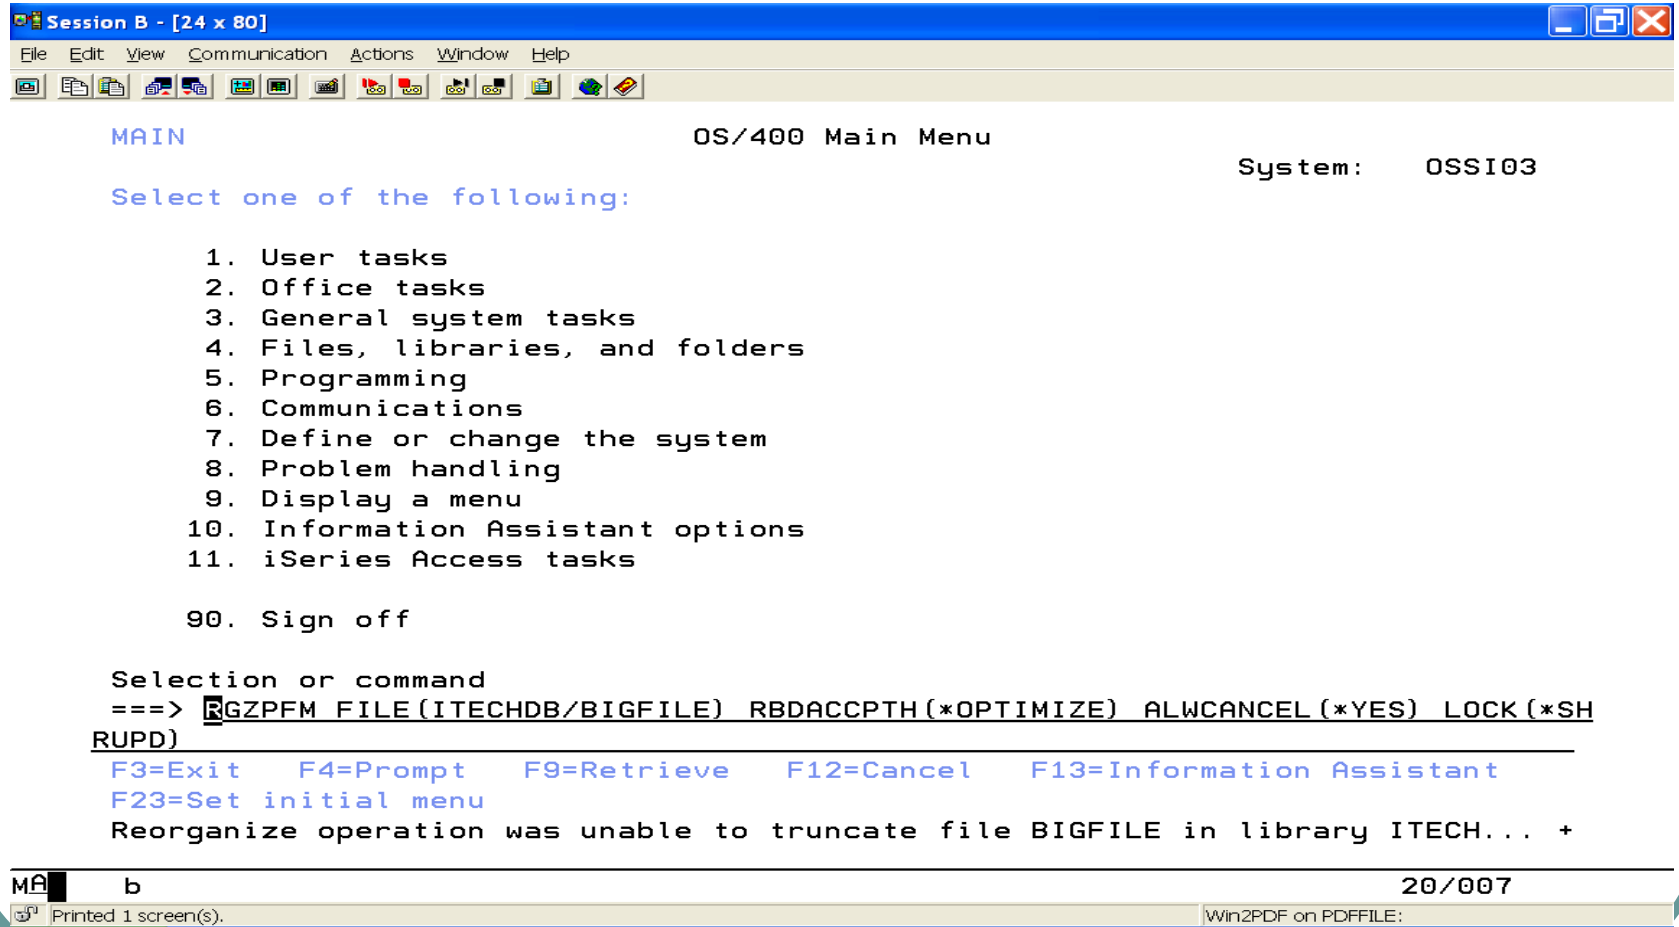 Session B - [24 x 80]
File Edit View Communication Actions Window Help
MAIN OS/400 Main Menu
System: OSSI03
Select one of the following:
1. User tasks
2. Office tasks
3. General system tasks
4. Files, libraries, and folders
5. Programming
6. Communications
7. Define or change the system
8. Problem handling
9. Display a menu
10. Information Assistant options
11. iSeries Access tasks
90. Sign off
Selection or command
===> RGZPFM FILE(ITECHDB/BIGFILE) RBDACCPTH(*OPTIMIZE) ALWCANCEL(*YES) LOCK(*SH
RUPD)
F3=Exit F4=Prompt F9=Retrieve F12=Cancel F13=Information Assistant
F23=Set initial menu
Reorganize operation was unable to truncate file BIGFILE in library ITECH... +
MA b 20/007
Printed 1 screen(s). Win2PDF on PDFFILE: